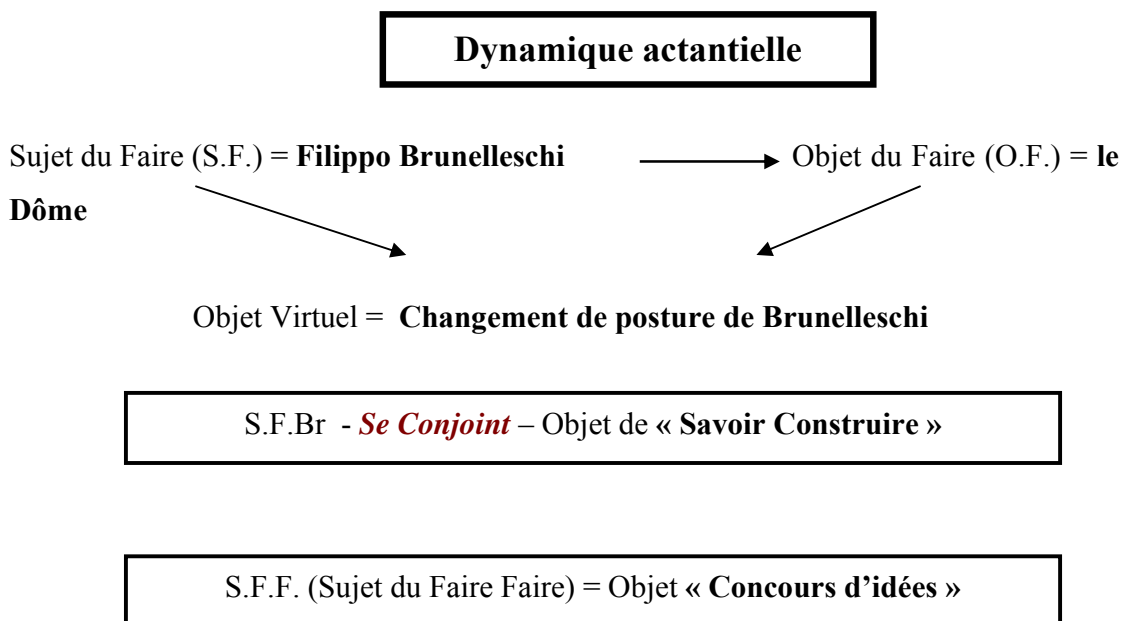 Dynamique actantielle
Sujet du Faire (S.F.) = Filippo Brunelleschi Objet du Faire (O.F.) = le
Dôme
Objet Virtuel = Changement de posture de Brunelleschi
S.F.Br - Se Conjoint – Objet de « Savoir Construire »
S.F.F. (Sujet du Faire Faire) = Objet « Concours d’idées »